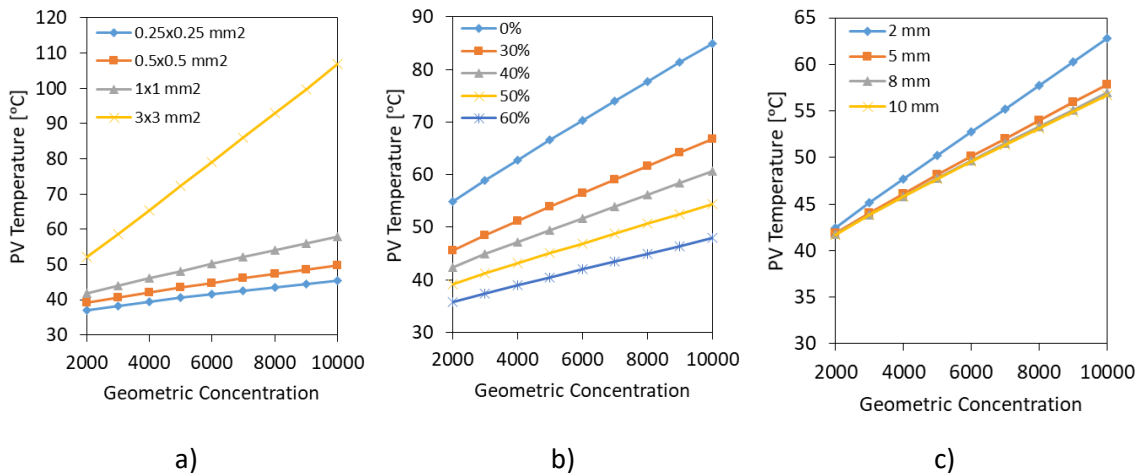 PV Temperature [°C]
120
110
100
90
80
70
60
50
40
30
0.25x0.25 mm2
0.5x0.5 mm2
1x1 mm2
3x3 mm2
2000 4000 6000 8000 10000
Geometric Concentration
a)
PV Temperature [°C]
90
80
70
60
50
40
30
0%
30%
40%
50%
60%
2000 4000 6000 8000 10000
Geometric Concentration
b)
PV Temperature [°C]
65
60
55
50
45
40
35
30
2 mm
5 mm
8 mm
10 mm
2000 4000 6000 8000 10000
Geometric Concentration
c)